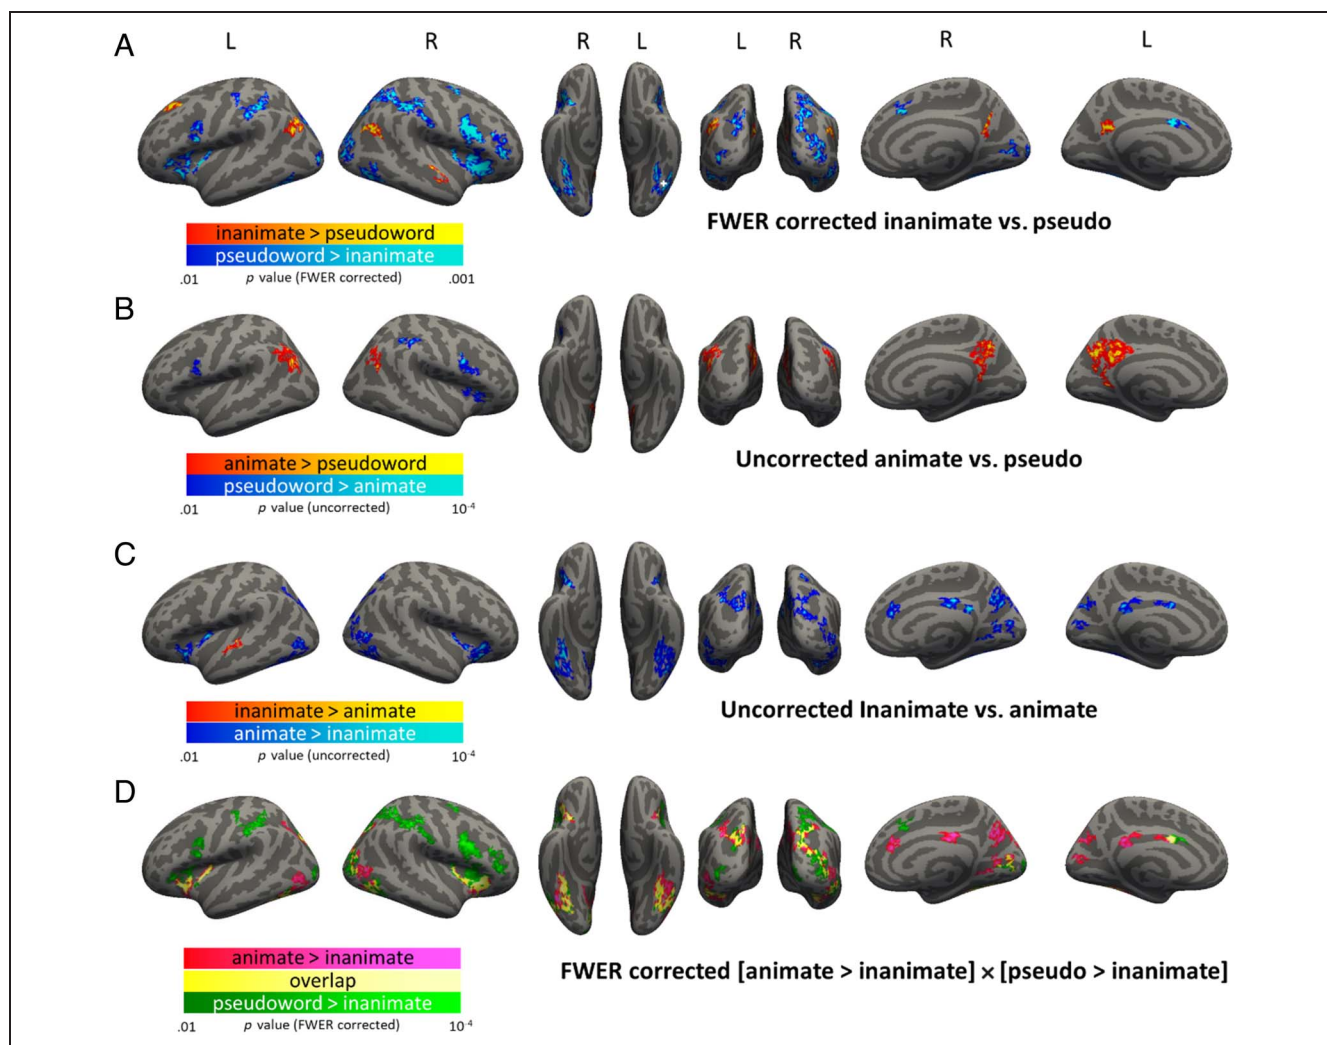 A
L R R L L R R L
FWER corrected inanimate vs. pseudo
inanimate > pseudoword
pseudoword > inanimate
.01 p value (FWER corrected) .001
B
Uncorrected animate vs. pseudo
animate > pseudoword
pseudoword > animate
.01 p value (uncorrected) 10-4
C
Uncorrected Inanimate vs. animate
inanimate > animate
animate > inanimate
.01 p value (uncorrected) 10-4
D
FWER corrected [animate > inanimate] × [pseudo > inanimate]
animate > inanimate
overlap
pseudoword > inanimate
.01 p value (FWER corrected) 10-4